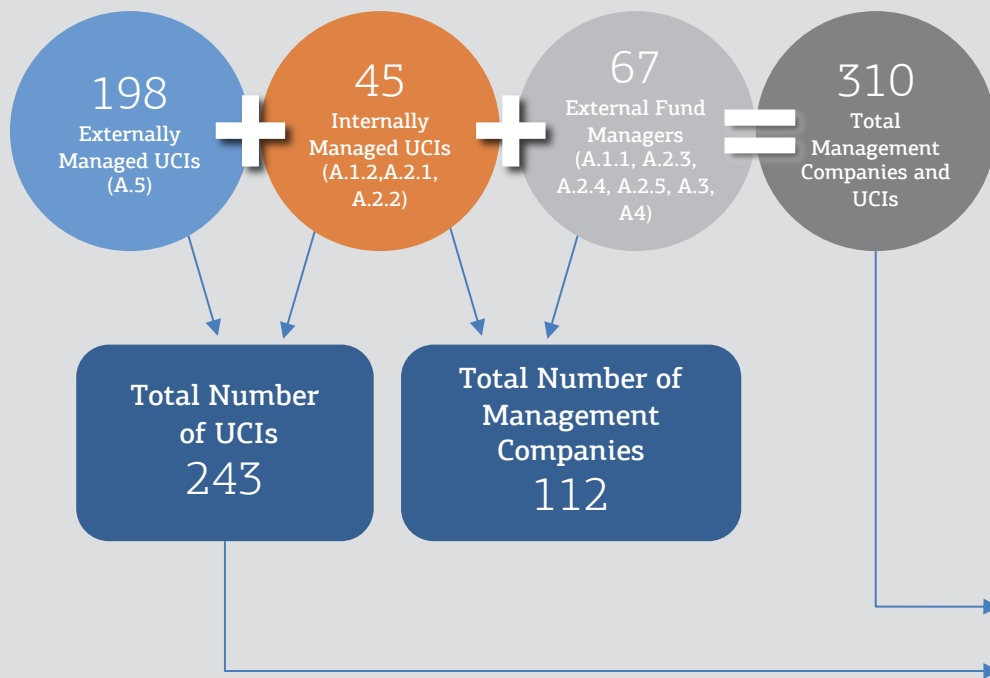 198
Externally
Managed UCIs
(A.5)
45
Internally
Managed UCIs
(A.1.2,A.2.1,
A.2.2)
67
External Fund
Managers
(A.1.1, A.2.3,
A.2.4, A.2.5, A.3,
A4)
310
Total
Management
Companies and
UCIs
Total Number
of UCIs
243
Total Number of
Management
Companies
112